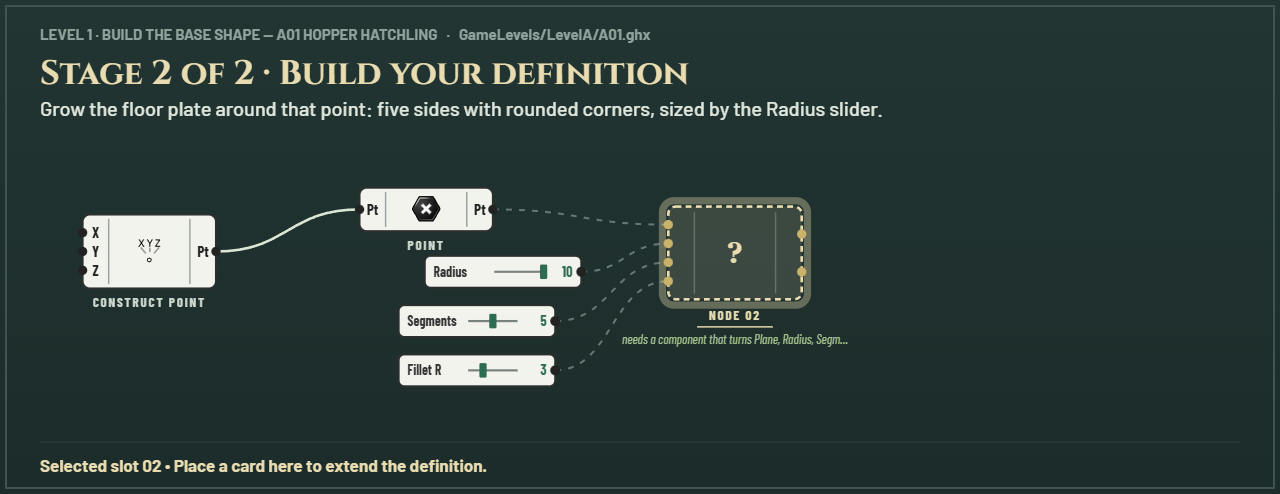 LEVEL 1 · BUILD THE BASE SHAPE — A01 HOPPER HATCHLING · GameLevels/LevelA/A01.ghx
STAGE 2 OF 2 · BUILD YOUR DEFINITION
Grow the floor plate around that point: five sides with rounded corners, sized by the Radius slider.
X
Y
Z
XYZ
Pt
CONSTRUCT POINT
Pt
Pt
POINT
Radius 10
Segments 5
Fillet R 3
?
NODE 02
needs a component that turns Plane, Radius, Segm...
Selected slot 02 • Place a card here to extend the definition.